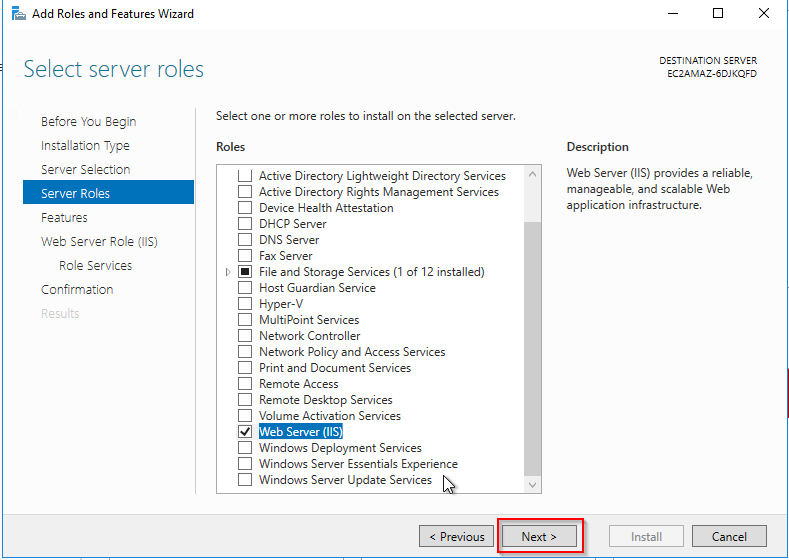 Add Roles and Features Wizard
Select server roles
DESTINATION SERVER
EC2AMAZ-6DJKQFD
Before You Begin
Installation Type
Server Selection
Server Roles
Features
Web Server Role (IIS)
Role Services
Confirmation
Results
Select one or more roles to install on the selected server.
Roles
Active Directory Lightweight Directory Services
Active Directory Rights Management Services
Device Health Attestation
DHCP Server
DNS Server
Fax Server
File and Storage Services (1 of 12 installed)
Host Guardian Service
Hyper-V
MultiPoint Services
Network Controller
Network Policy and Access Services
Print and Document Services
Remote Access
Remote Desktop Services
Volume Activation Services
Web Server (IIS)
Windows Deployment Services
Windows Server Essentials Experience
Windows Server Update Services
Description
Web Server (IIS) provides a reliable,
manageable, and scalable Web
application infrastructure.
< Previous
Next >
Install
Cancel